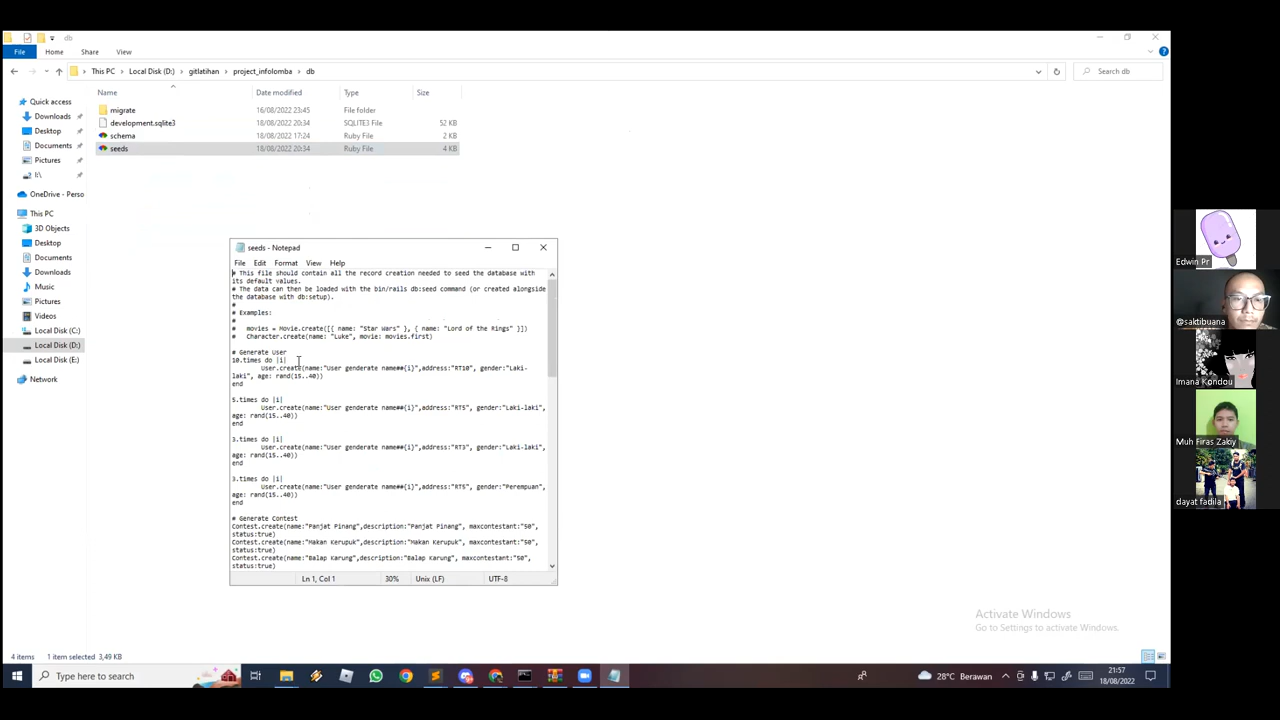 db
File
Home
Share
View
This PC
Local Disk (D:)
gitlatihan
project_infolomba
db
Search db
Name
Date modified
Type
Size
migrate
16/08/2022 23:45
File folder
development.sqlite3
18/08/2022 20:34
SQLITE3 File
52 KB
schema
18/08/2022 17:24
Ruby File
2 KB
seeds
18/08/2022 20:34
Ruby File
4 KB
Quick access
Downloads
Desktop
Documents
Pictures
I:\
OneDrive - Perso
This PC
3D Objects
Desktop
Documents
Downloads
Music
Pictures
Videos
Local Disk (C:)
Local Disk (D:)
Local Disk (E:)
Network
seeds - Notepad
File Edit Format View Help
# This file should contain all the record creation needed to seed the database with
its default values.
# The data can then be loaded with the bin/rails db:seed command (or created alongside
the database with db:setup).
#
# Examples:
#
# movies = Movie.create([{ name: "Star Wars" }, { name: "Lord of the Rings" }])
# Character.create(name: "Luke", movie: movies.first)
# Generate User
10.times do |i|
User.create(name:"User genderate name##{i}",address:"RT10", gender:"Laki-
laki", age: rand(15..40))
end
5.times do |i|
User.create(name:"User genderate name##{i}",address:"RT5", gender:"Laki-laki",
age: rand(15..40))
end
3.times do |i|
User.create(name:"User genderate name##{i}",address:"RT3", gender:"Laki-laki",
age: rand(15..40))
end
3.times do |i|
User.create(name:"User genderate name##{i}",address:"RT5", gender:"Perempuan",
age: rand(15..40))
end
# Generate Contest
Contest.create(name:"Panjat Pinang",description:"Panjat Pinang", maxcontestant:"50",
status:true)
Contest.create(name:"Makan Kerupuk",description:"Makan Kerupuk", maxcontestant:"50",
status:true)
Contest.create(name:"Balap Karung",description:"Balap Karung", maxcontestant:"50",
status:true)
Ln 1, Col 1
30%
Unix (LF)
UTF-8
Edwin Pr
@saktibuana
Imana Kondou
Muh Firas Zakiy
dayat fadila
Activate Windows
Go to Settings to activate Windows.
4 items
1 item selected 3,49 KB
Type here to search
28°C Berawan
21:57
18/08/2022